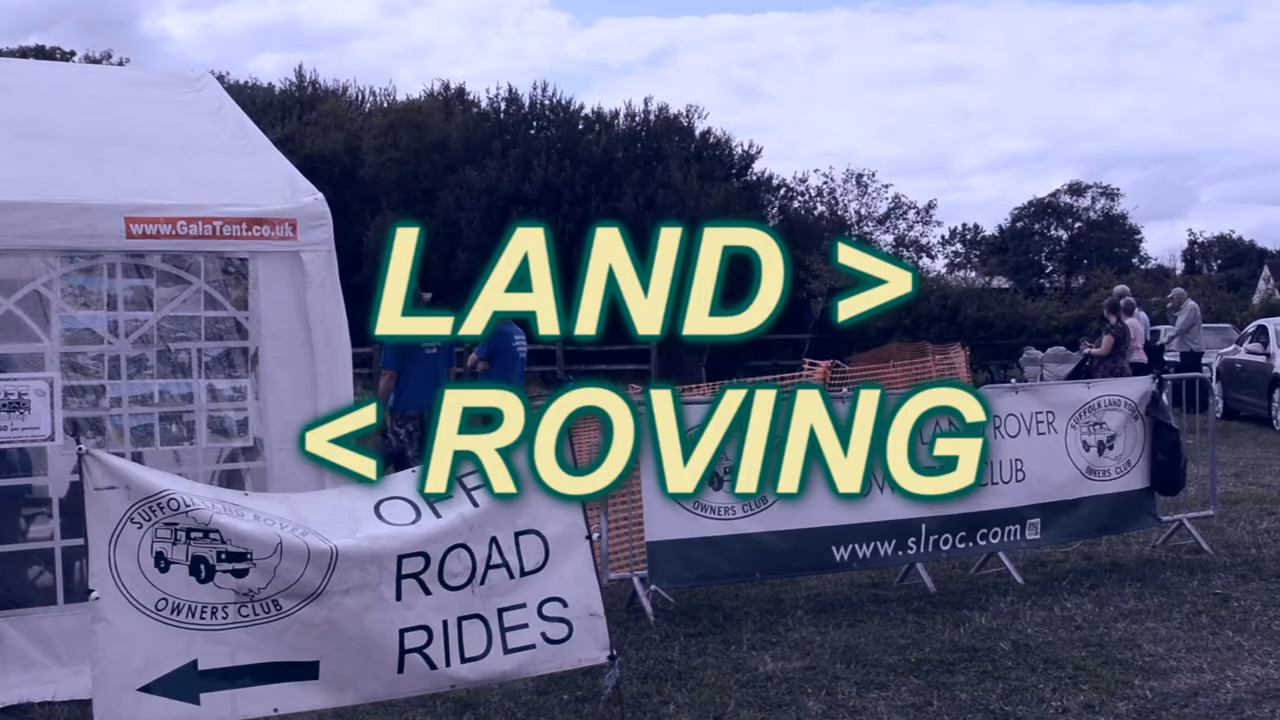 www.GalaTent.co.uk
LAND >
< ROVING
SUFFOLK LAND ROVER
OWNERS CLUB
OFF
ROAD
RIDES
LAND ROVER
CLUB
OWNERS CLUB
www.slroc.com
SUFFOLK LAND ROVER
OWNERS CLUB